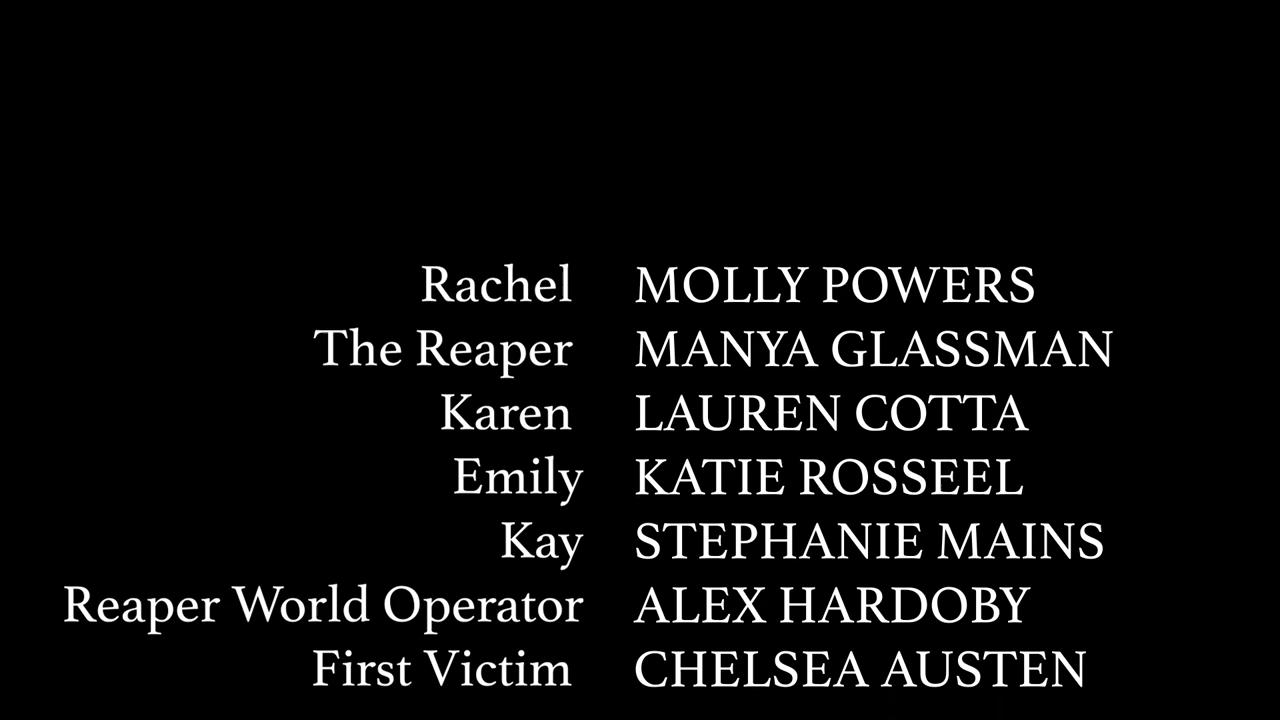 Rachel MOLLY POWERS
The Reaper MANYA GLASSMAN
Karen LAUREN COTTA
Emily KATIE ROSSEEL
Kay STEPHANIE MAINS
Reaper World Operator ALEX HARDOBY
First Victim CHELSEA AUSTEN